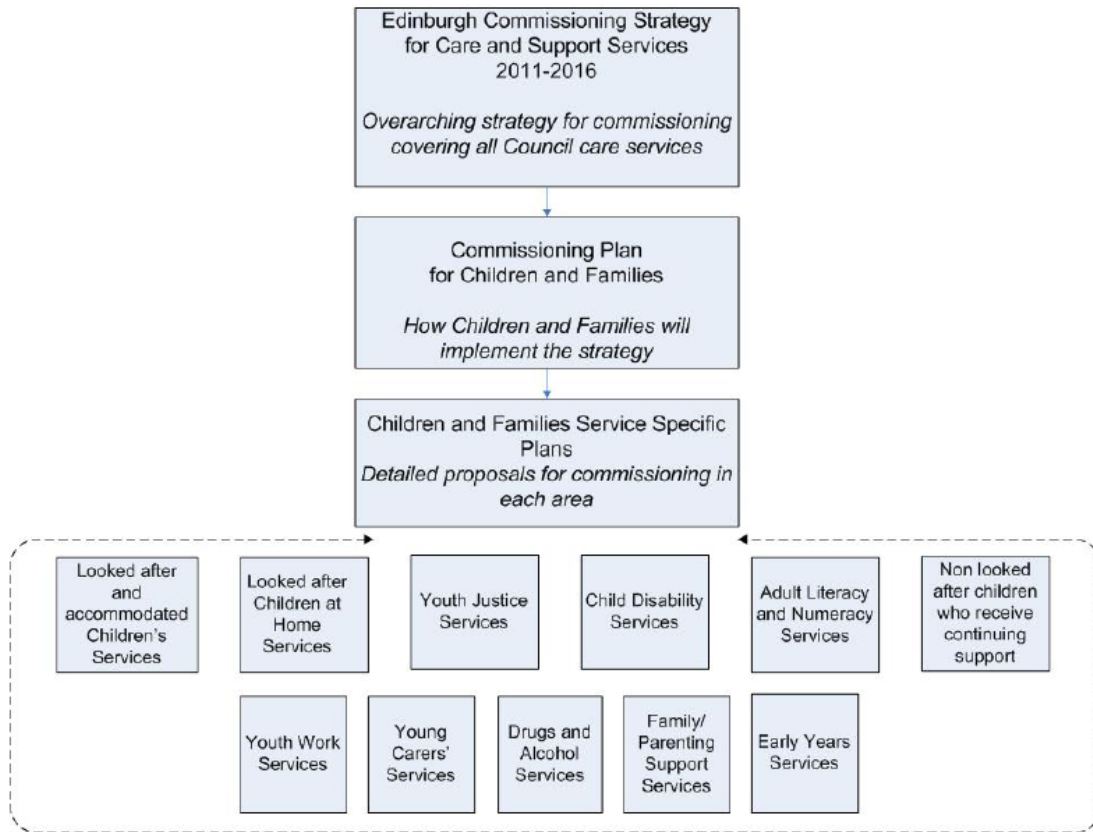 Edinburgh Commissioning Strategy
for Care and Support Services
2011-2016
Overarching strategy for commissioning
covering all Council care services
Commissioning Plan
for Children and Families
How Children and Families will
implement the strategy
Children and Families Service Specific
Plans
Detailed proposals for commissioning in
each area
Looked after
and
accommodated
Children's
Services
Looked after
Children at
Home
Services
Youth Justice
Services
Child Disability
Services
Adult Literacy
and Numeracy
Services
Non looked
after children
who receive
continuing
support
Youth Work
Services
Young
Carers'
Services
Drugs and
Alcohol
Services
Family/
Parenting
Support
Services
Early Years
Services